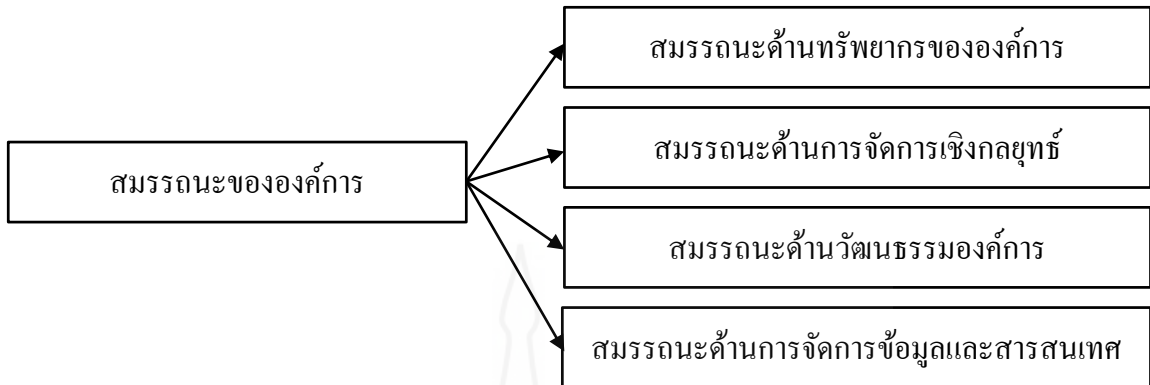 สมรรถนะขององค์การ
สมรรถนะด้านทรัพยากรขององค์การ
สมรรถนะด้านการจัดการเชิงกลยุทธ์
สมรรถนะด้านวัฒนธรรมองค์การ
สมรรถนะด้านการจัดการข้อมูลและสารสนเทศ